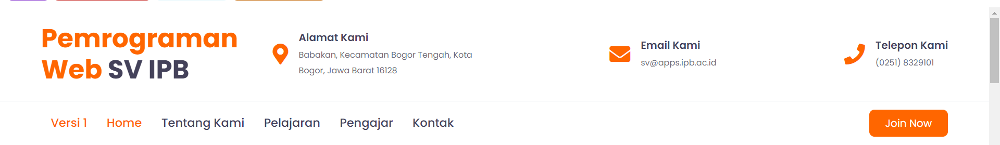 Pemrograman
Web SV IPB
Alamat Kami
Babakan, Kecamatan Bogor Tengah, Kota
Bogor, Jawa Barat 16128
Email Kami
sv@apps.ipb.ac.id
Telepon Kami
(0251) 8329101
Versi 1 Home Tentang Kami Pelajaran Pengajar Kontak Join Now